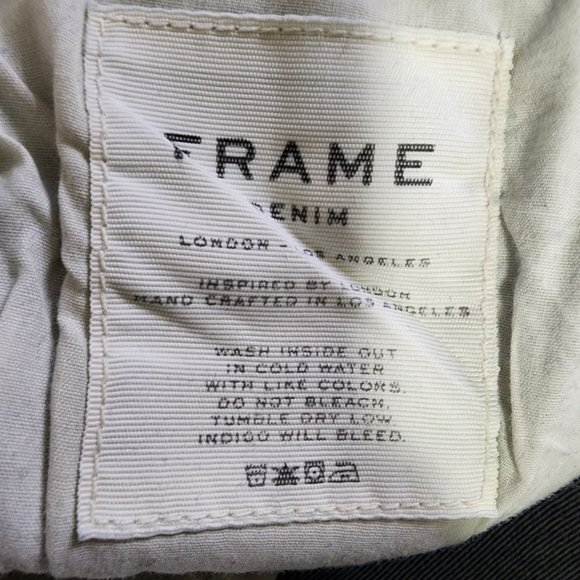 FRAME
DENIM
LONDON - LOS ANGELES
INSPIRED BY LONDON
HAND CRAFTED IN LOS ANGELES
WASH INSIDE OUT
IN COLD WATER
WITH LIKE COLORS.
DO NOT BLEACH.
TUMBLE DRY LOW
INDIGO WILL BLEED.